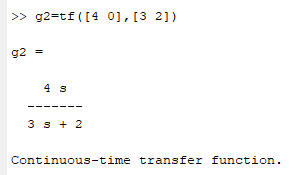 >> g2=tf([4 0],[3 2])
g2 =
4 s
-------
3 s + 2
Continuous-time transfer function.